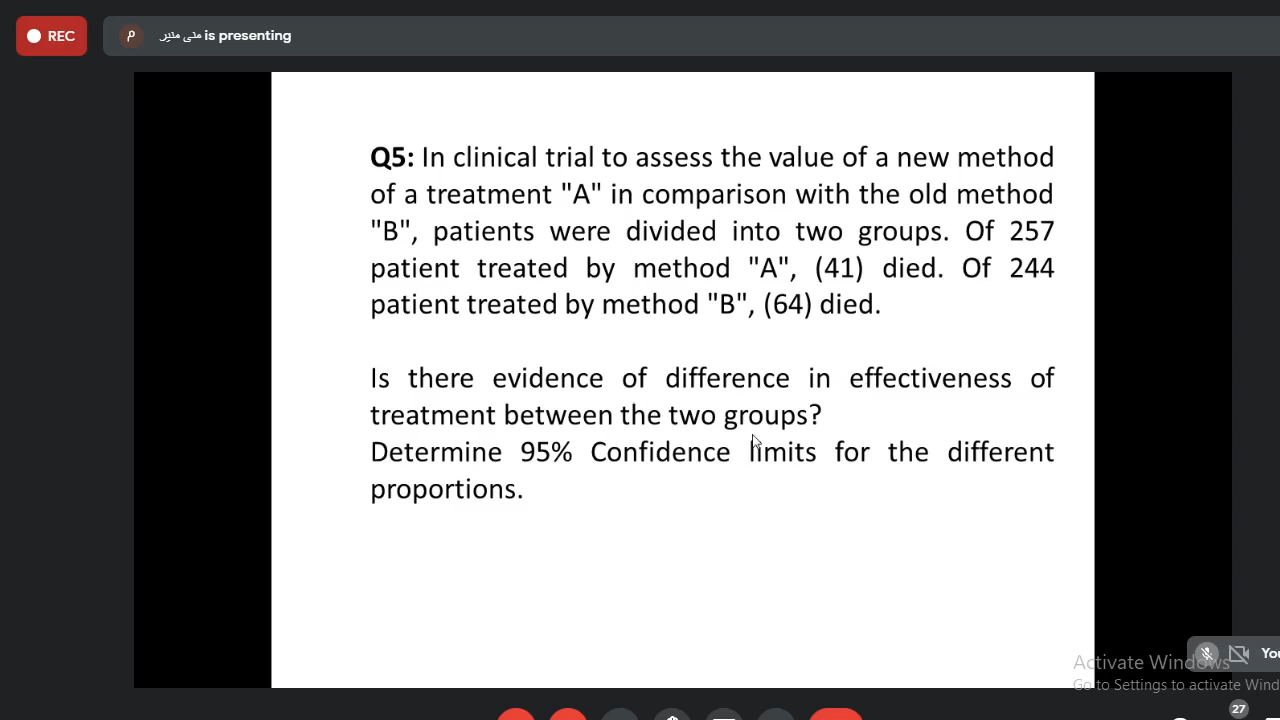 REC
منى منير is presenting
Q5: In clinical trial to assess the value of a new method
of a treatment "A" in comparison with the old method
"B", patients were divided into two groups. Of 257
patient treated by method "A", (41) died. Of 244
patient treated by method "B", (64) died.
Is there evidence of difference in effectiveness of
treatment between the two groups?
Determine 95% Confidence limits for the different
proportions.
You
Activate Windows
Go to Settings to activate Wind
27